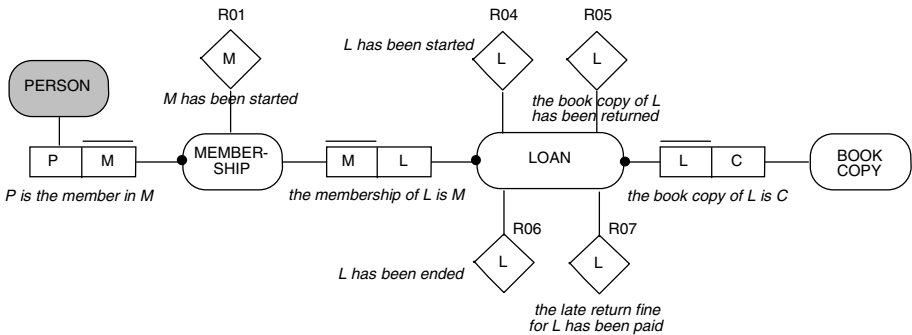 R01
R04
R05
M
L has been started
L
L
PERSON
M has been started
the book copy of L
has been returned
P
M
MEMBER-
SHIP
M
L
LOAN
L
C
BOOK
COPY
P is the member in M
the membership of L is M
the book copy of L is C
R06
R07
L has been ended
L
L
the late return fine
for L has been paid